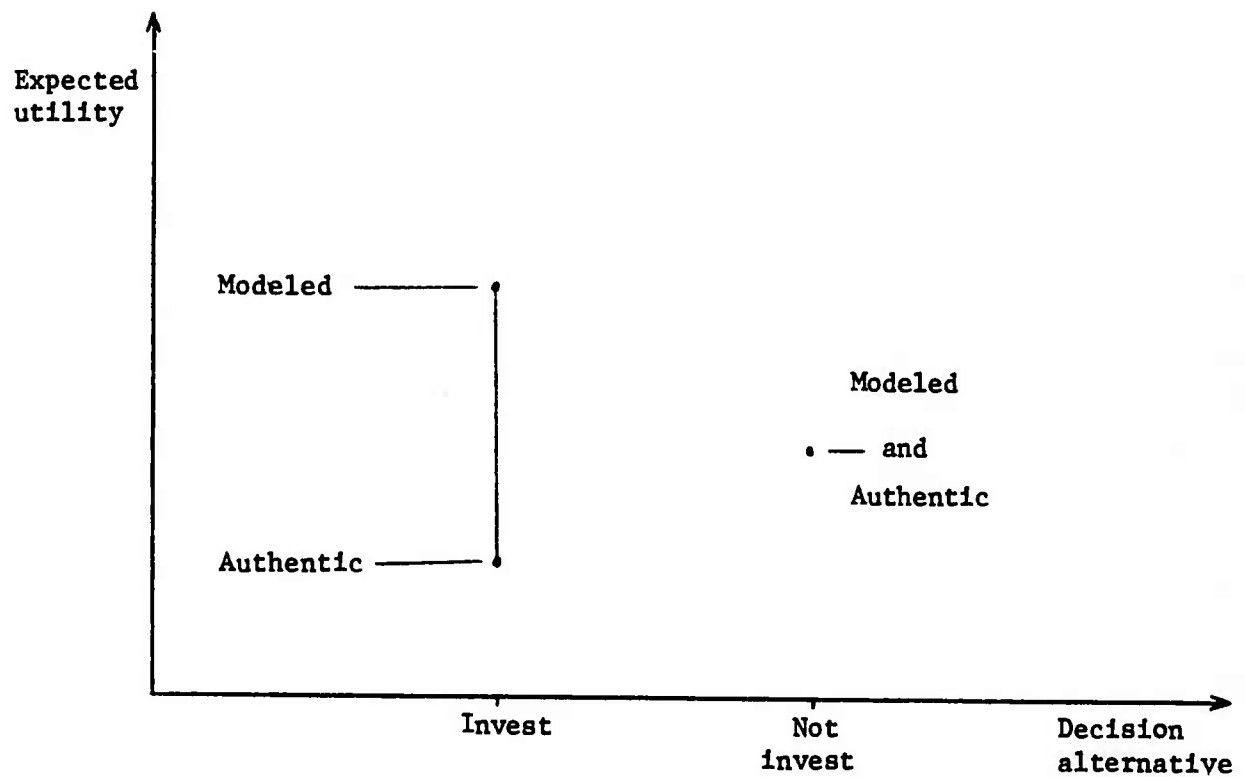 Expected
utility
Modeled
Modeled
and
Authentic
Authentic
Invest
Not
invest
Decision
alternative